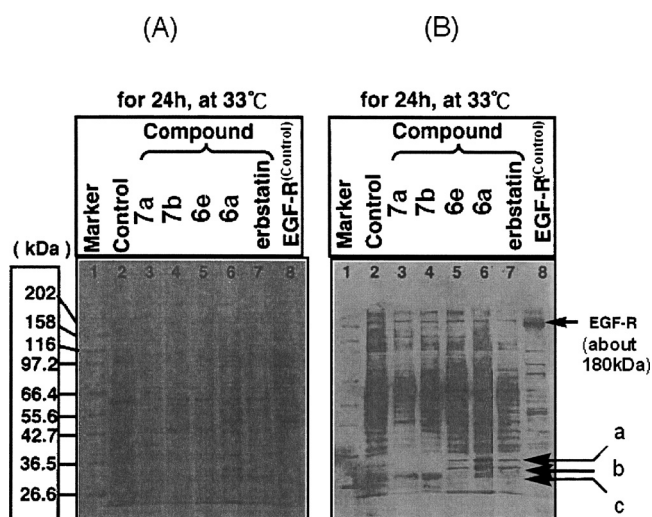 (A)
for 24h, at 33℃
Compound
Marker
Control
7a
7b
6e
6a
erbstatin
EGF-R(Control)
( kDa)
1 2 3 4 5 6 7 8
202
158
116
97.2
66.4
55.6
42.7
36.5
26.6
(B)
for 24h, at 33℃
Compound
Marker
Control
7a
7b
6e
6a
erbstatin
EGF-R(Control)
1 2 3 4 5 6 7 8
EGF-R
(about
180kDa)
a
b
c